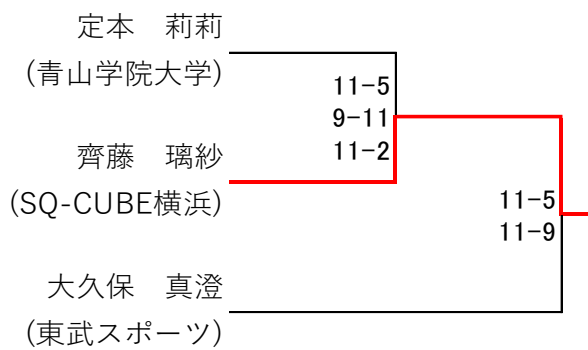 定本　莉莉
(青山学院大学)
11-5
9-11
11-2
齊藤　璃紗
(SQ-CUBE横浜)
11-5
11-9
大久保　真澄
(東武スポーツ)